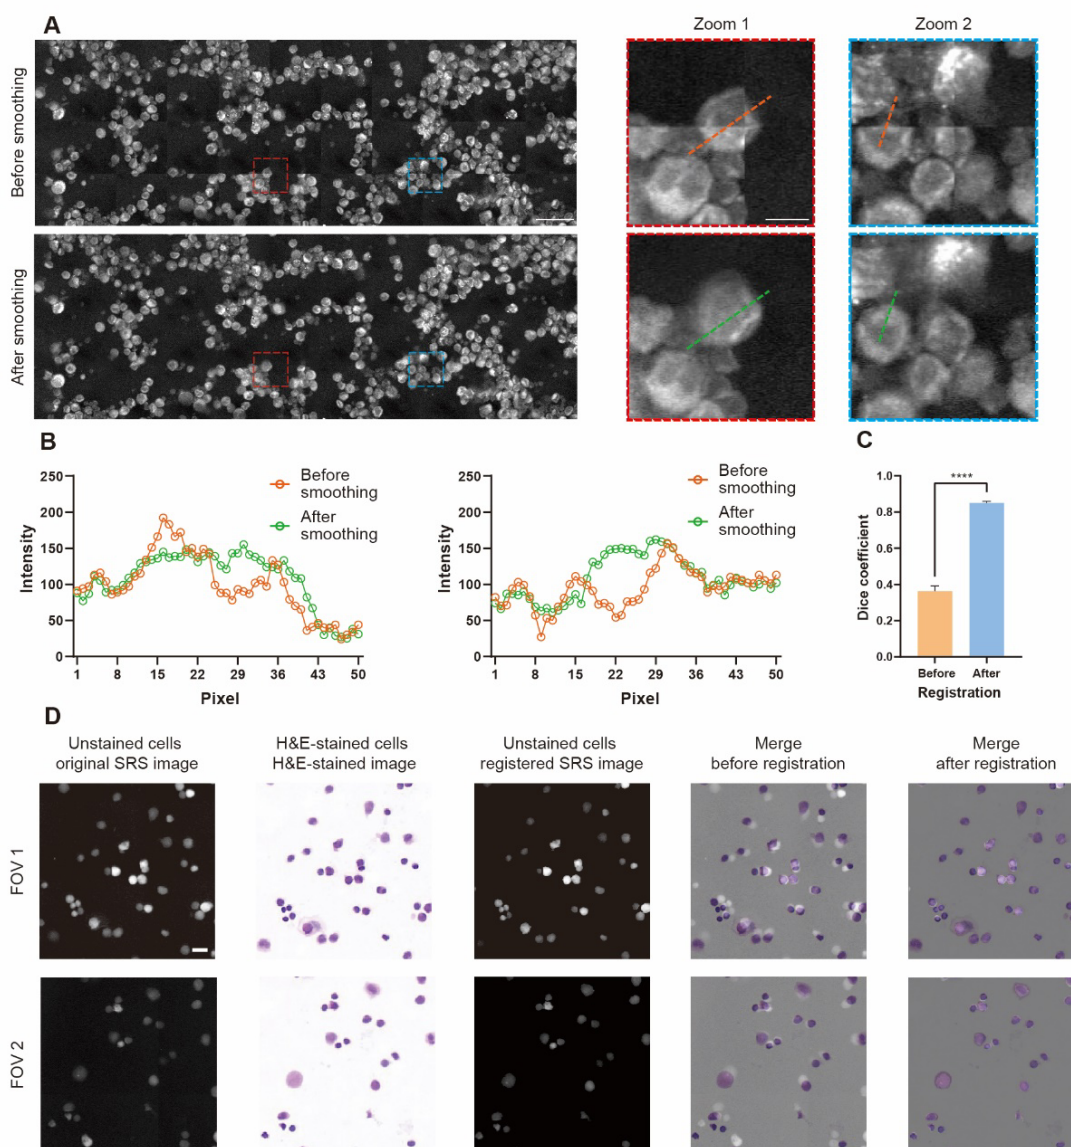 A
Zoom 1
Zoom 2
Before smoothing
After smoothing
B
250
200
150
100
50
0
Intensity
1
8
15
22
29
36
43
50
Pixel
Before
smoothing
After
smoothing
250
200
150
100
50
0
Intensity
1
8
15
22
29
36
43
50
Pixel
Before
smoothing
After
smoothing
C
1.0
0.8
0.6
0.4
0.2
0.0
Dice coefficient
****
Before
After
Registration
D
Unstained cells
original SRS image
H&E-stained cells
H&E-stained image
Unstained cells
registered SRS image
Merge
before registration
Merge
after registration
FOV 1
FOV 2